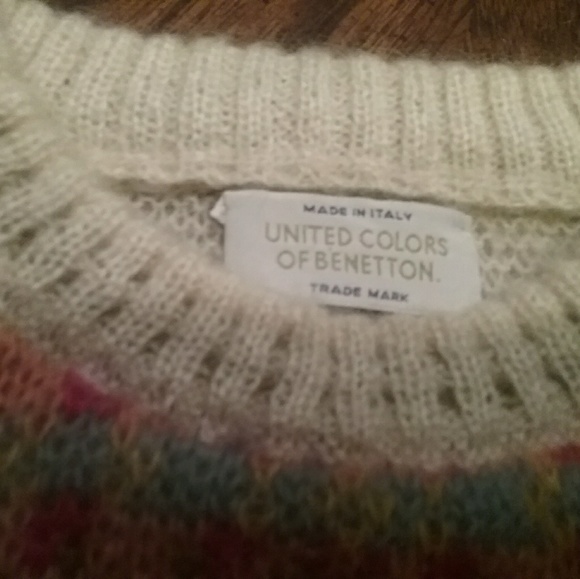 MADE IN ITALY
UNITED COLORS
OF BENETTON.
TRADE MARK